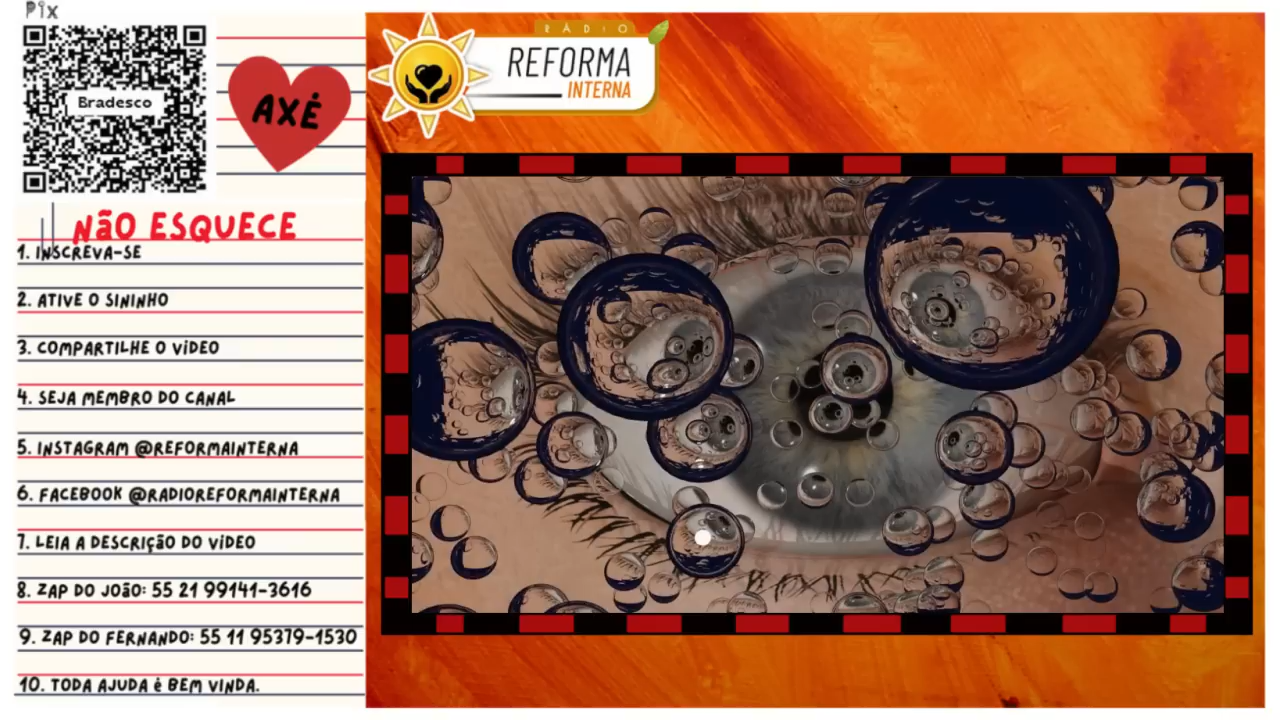 Pix
Bradesco
AXÉ
RÁDIO
REFORMA
INTERNA
NÃO ESQUECE
1. INSCREVA-SE
2. ATIVE O SININHO
3. COMPARTILHE O VÍDEO
4. SEJA MEMBRO DO CANAL
5. INSTAGRAM @REFORMAINTERNA
6. FACEBOOK @RADIOREFORMAINTERNA
7. LEIA A DESCRIÇÃO DO VÍDEO
8. ZAP DO JOÃO: 55 21 99141-3616
9. ZAP DO FERNANDO: 55 11 95379-1530
10. TODA AJUDA É BEM VINDA.